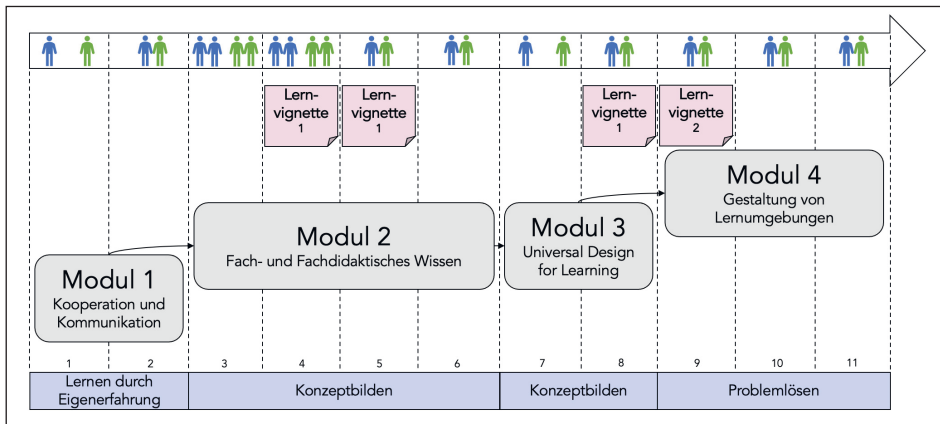 Lern-
vignette
1
Lern-
vignette
1
Lern-
vignette
1
Lern-
vignette
2
Modul 1
Kooperation und
Kommunikation
Modul 2
Fach- und Fachdidaktisches Wissen
Modul 3
Universal Design
for Learning
Modul 4
Gestaltung von
Lernumgebungen
1 2 3 4 5 6 7 8 9 10 11
Lernen durch
Eigenerfahrung
Konzeptbilden
Konzeptbilden
Problemlösen